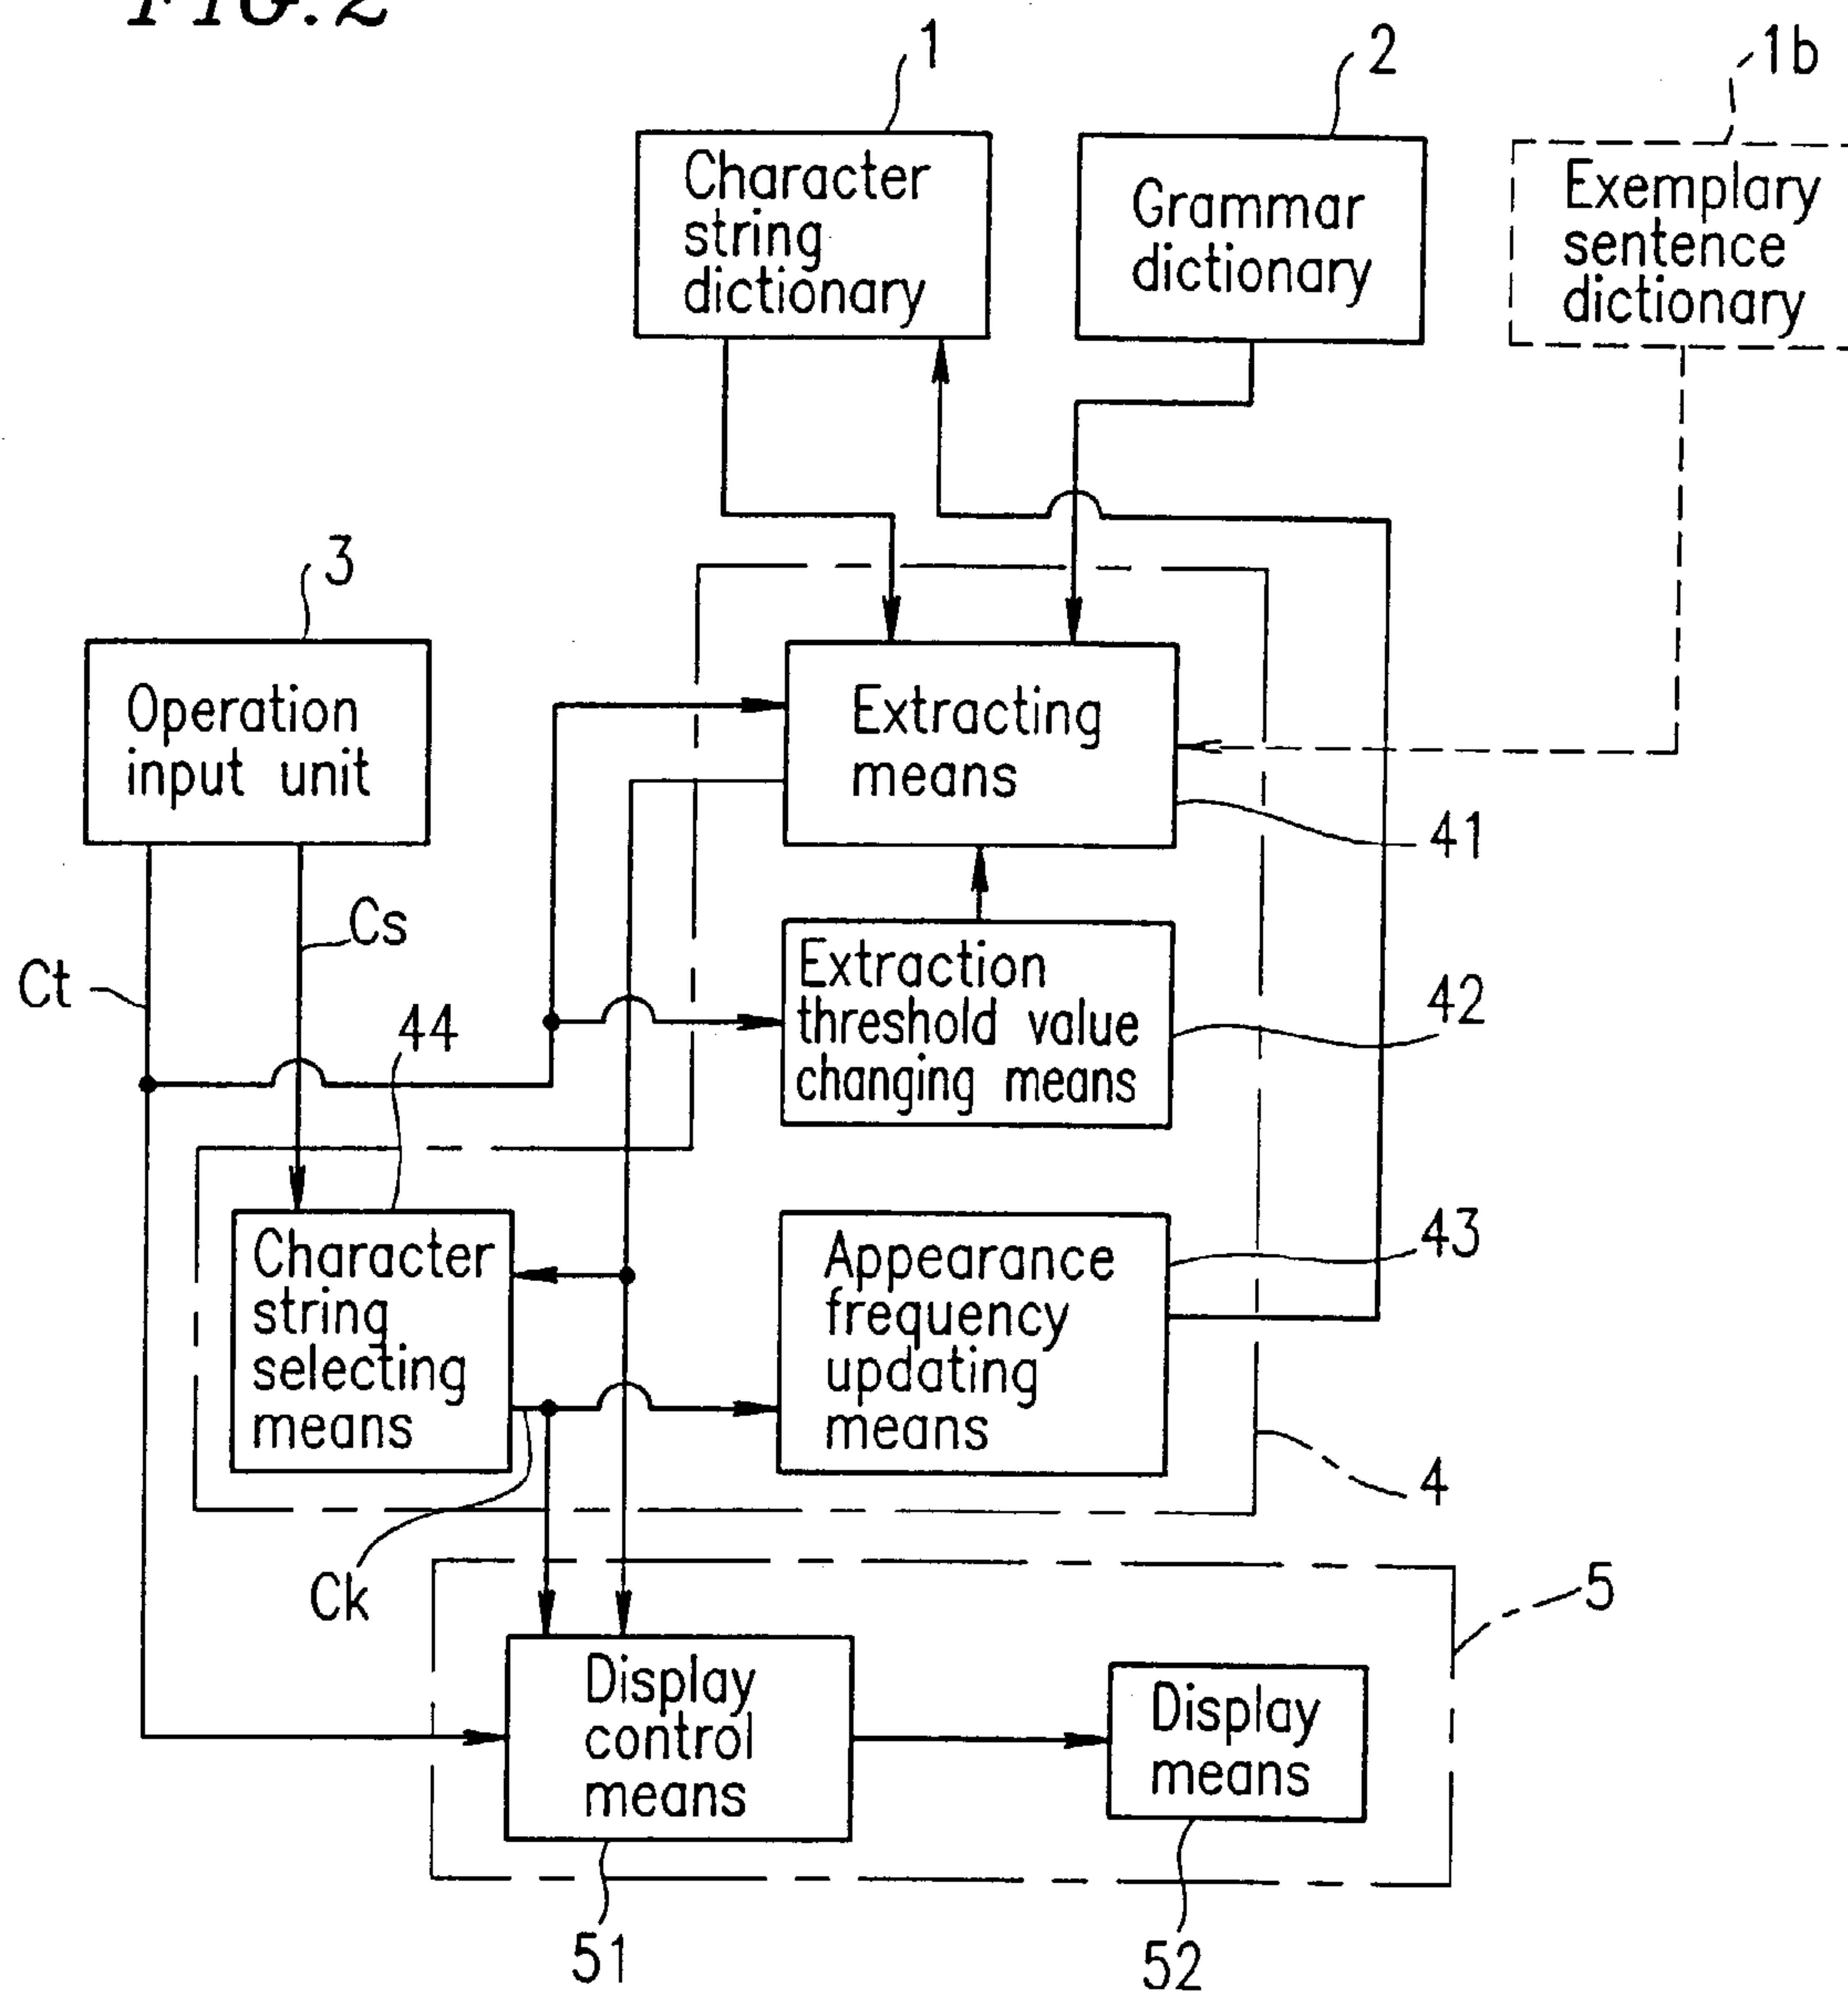 FIG. 2
1
2
1b
Character
string
dictionary
Grammar
dictionary
Exemplary
sentence
dictionary
3
Operation
input unit
Extracting
means
41
Cs
Ct
Extraction
threshold value
changing means
42
44
Character
string
selecting
means
Appearance
frequency
updating
means
43
4
Ck
5
Display
control
means
Display
means
51
52